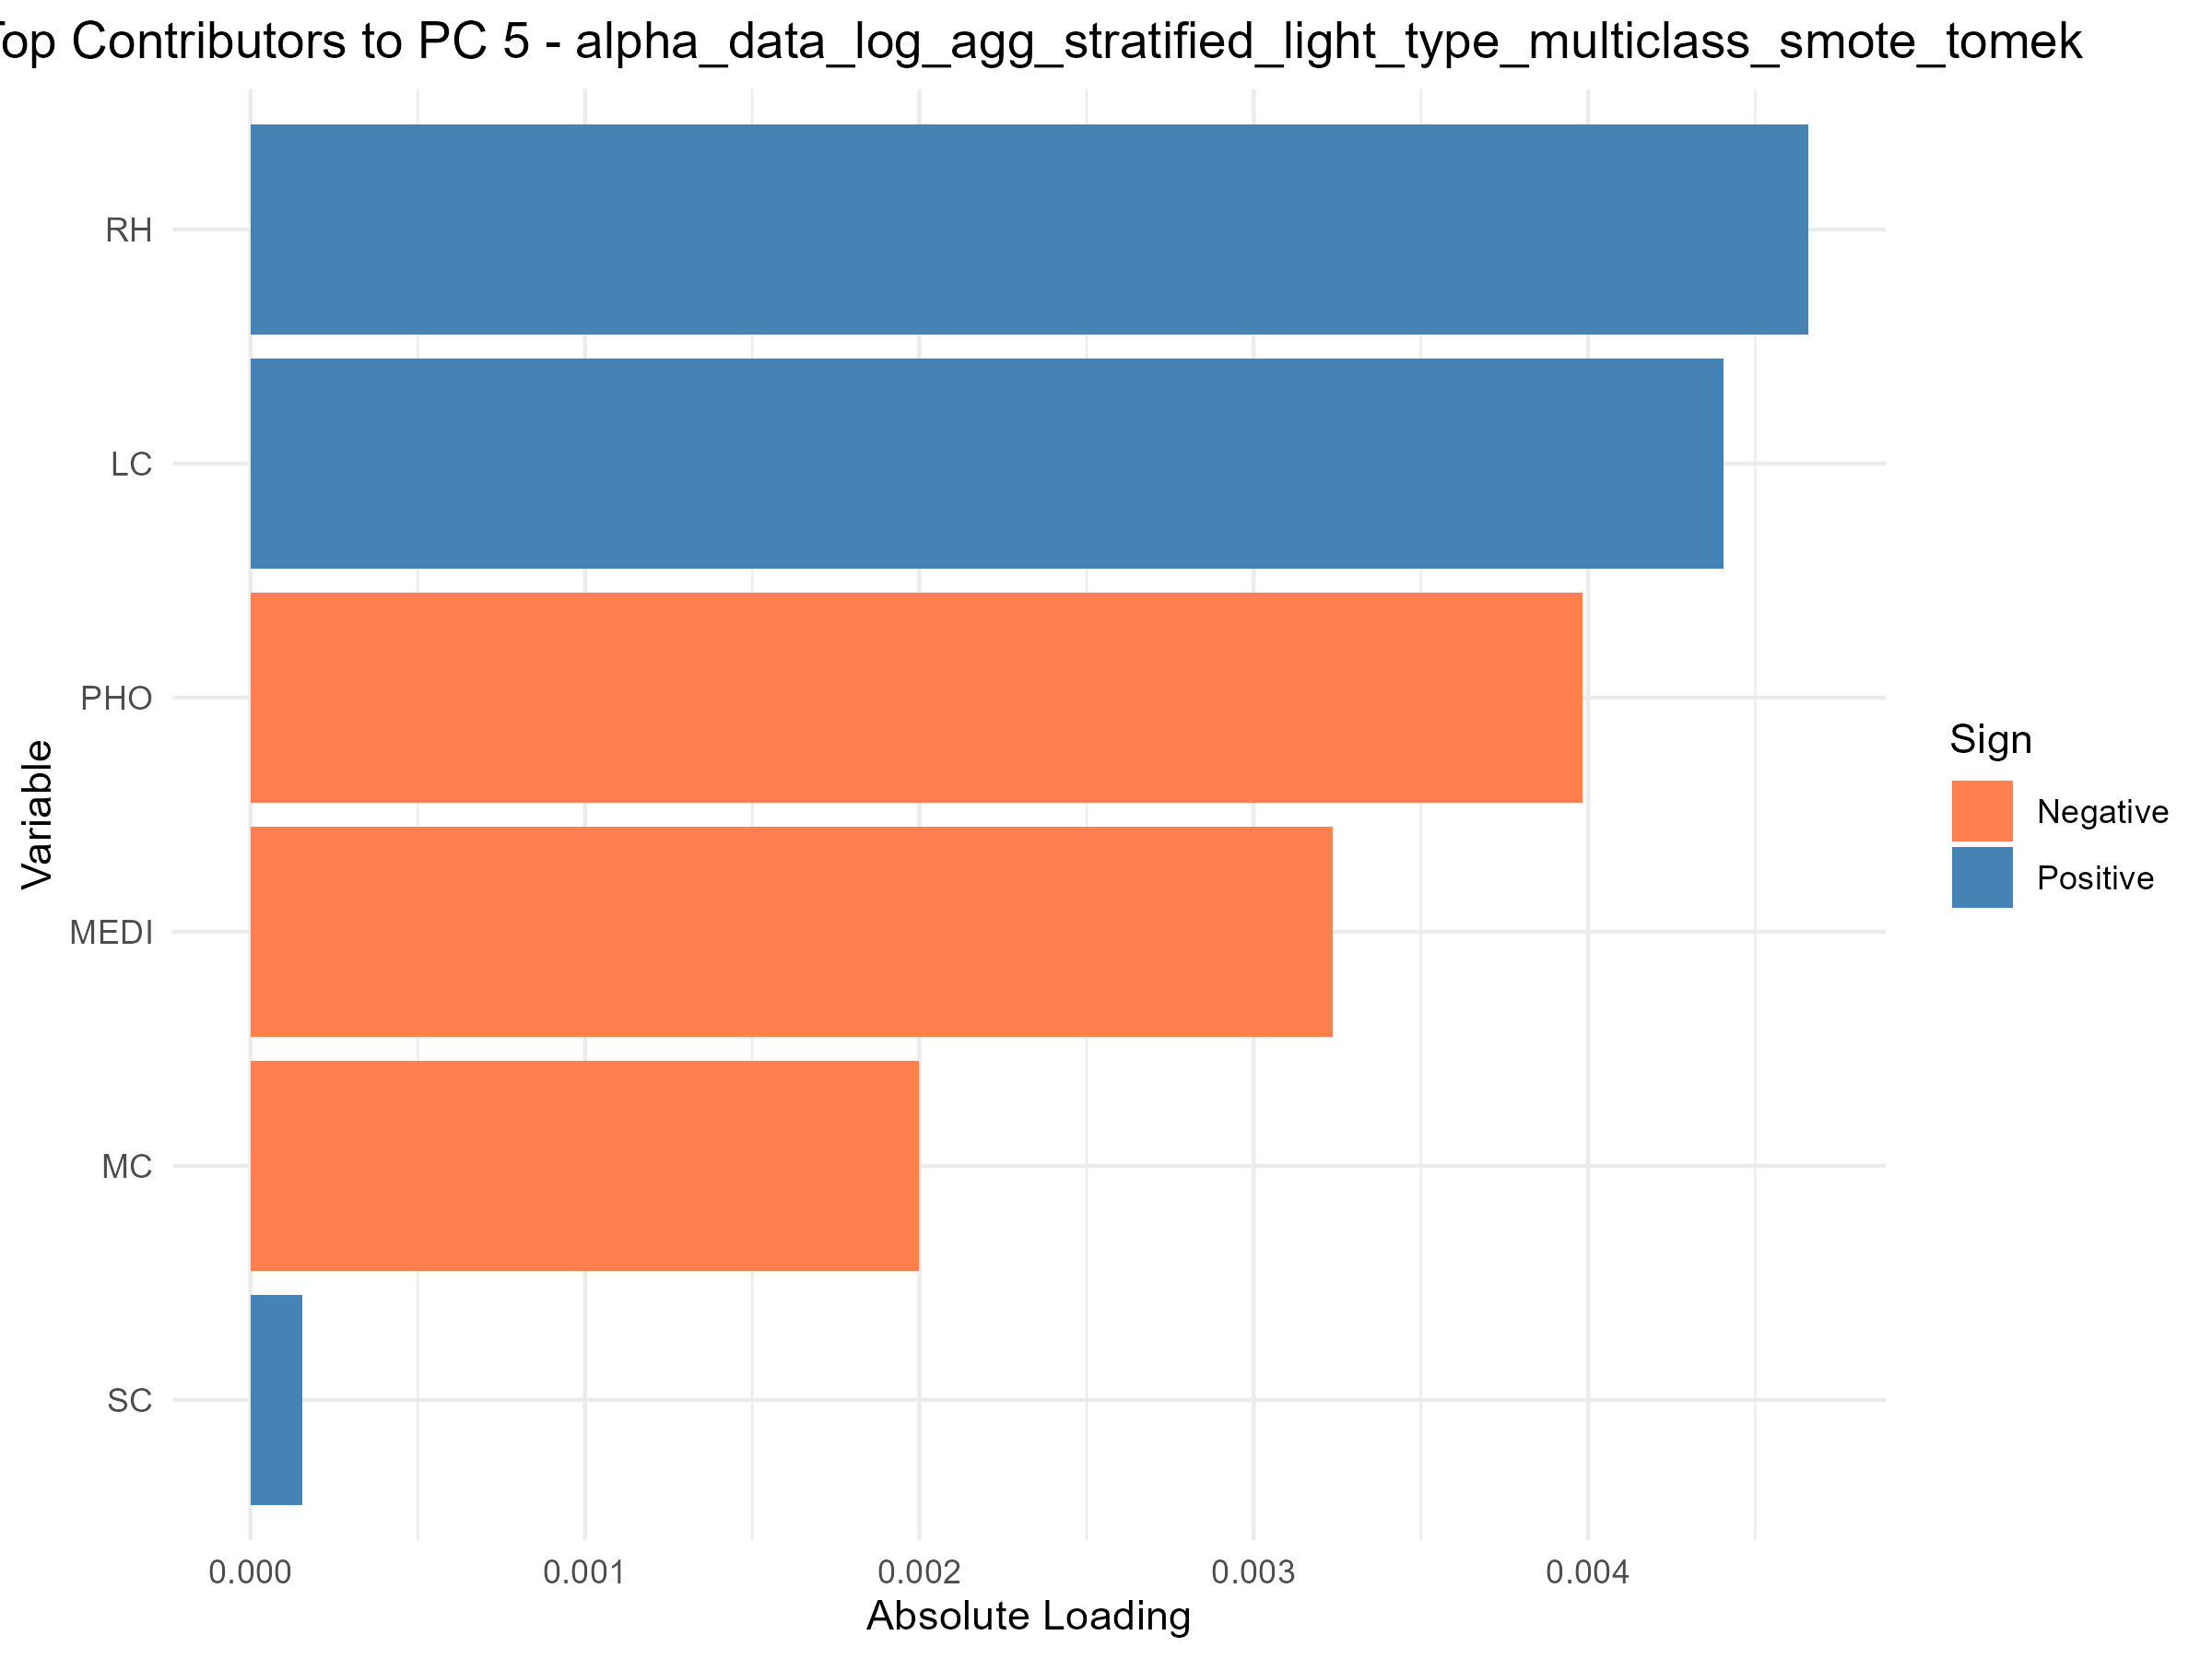 Top Contributors to PC 5 - alpha_data_log_agg_stratified_light_type_multiclass_smote_tomek
RH
LC
PHO
MEDI
MC
SC
Variable
0.000 0.001 0.002 0.003 0.004
Absolute Loading
Sign
Negative
Positive